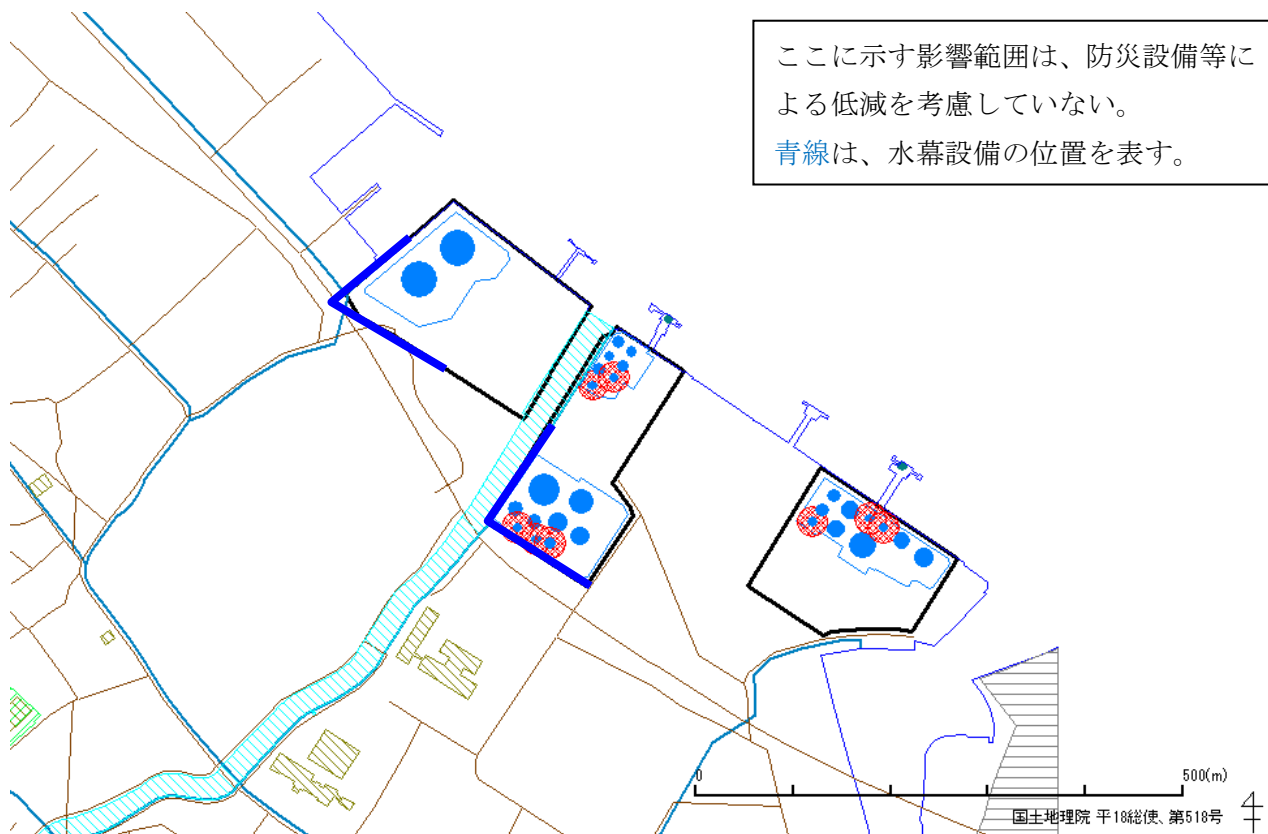 ここに示す影響範囲は、防災設備等に
よる低減を考慮していない。
青線は、水幕設備の位置を表す。
0 500(m)
国土地理院 平18総使、第518号